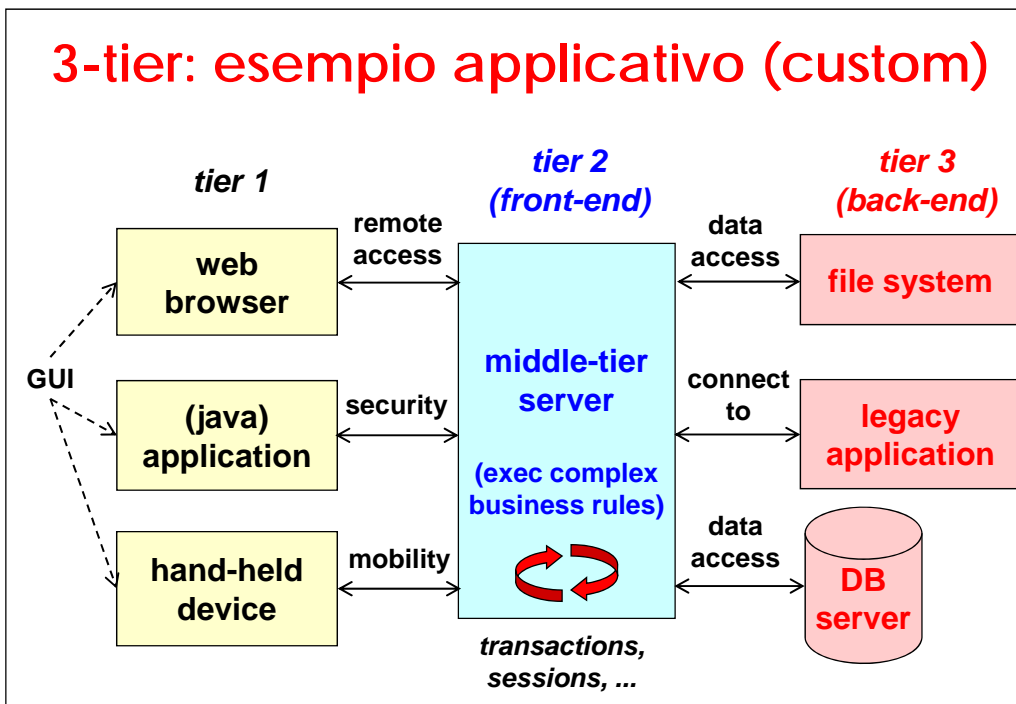 3-tier: esempio applicativo (custom)
tier 1
tier 2
(front-end)
tier 3
(back-end)
GUI
web
browser
remote
access
(java)
application
security
hand-held
device
mobility
middle-tier
server
(exec complex
business rules)
transactions,
sessions, ...
data
access
file system
connect
to
legacy
application
data
access
DB
server